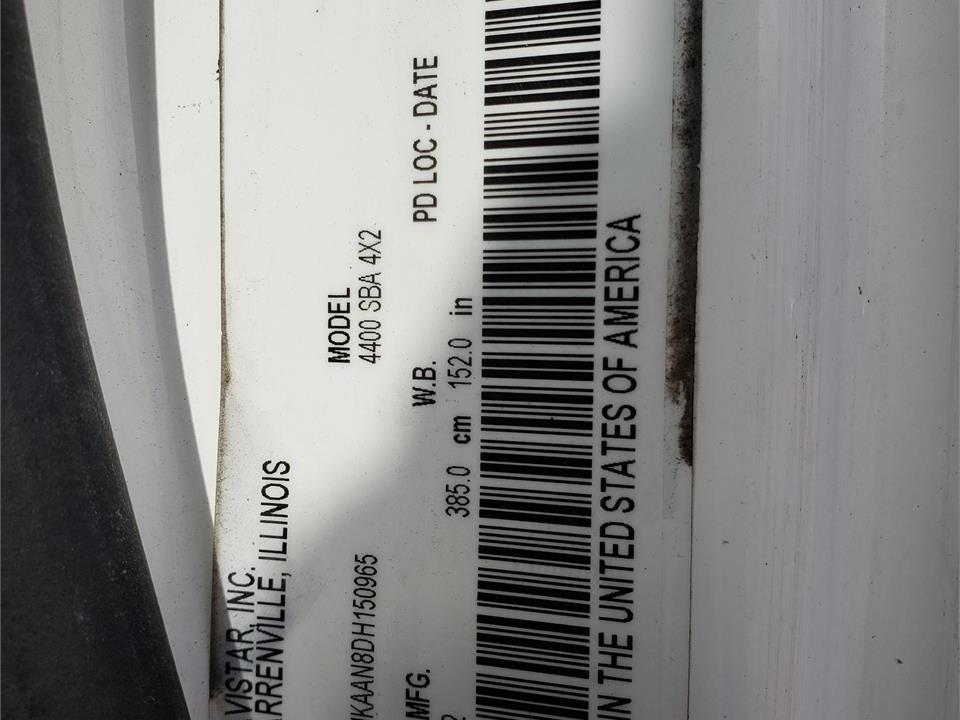 VISTAR, INC.
RRENVILLE, ILLINOIS
MODEL
KAAN8DH150965 4400 SBA 4X2
MFG. W.B. PD LOC - DATE
2 385.0 cm 152.0 in
IN THE UNITED STATES OF AMERICA